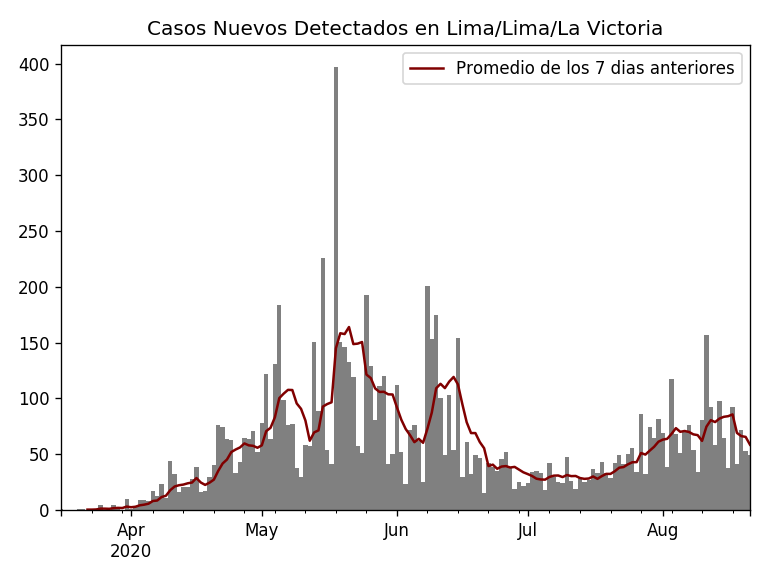 Casos Nuevos Detectados en Lima/Lima/La Victoria
Promedio de los 7 dias anteriores
400
350
300
250
200
150
100
50
0
Apr
2020
May
Jun
Jul
Aug